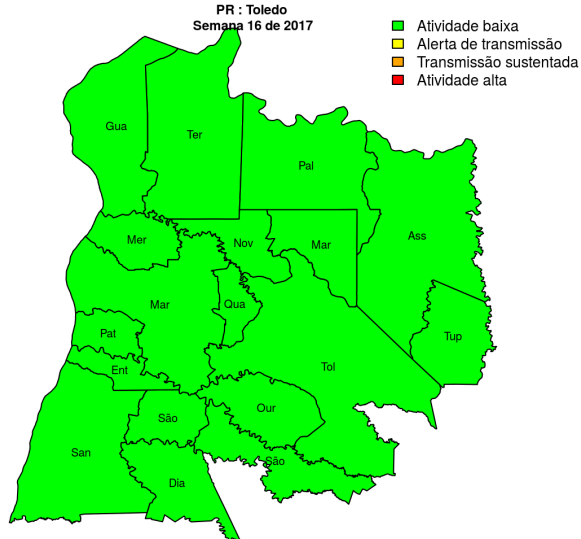 PR : Toledo
Semana 16 de 2017
Atividade baixa
Alerta de transmissão
Transmissão sustentada
Atividade alta
Gua
Ter
Pal
Ass
Mer
Nov
Mar
Mar
Qua
Pat
Tup
Ent
Tol
Our
São
San
São
Dia